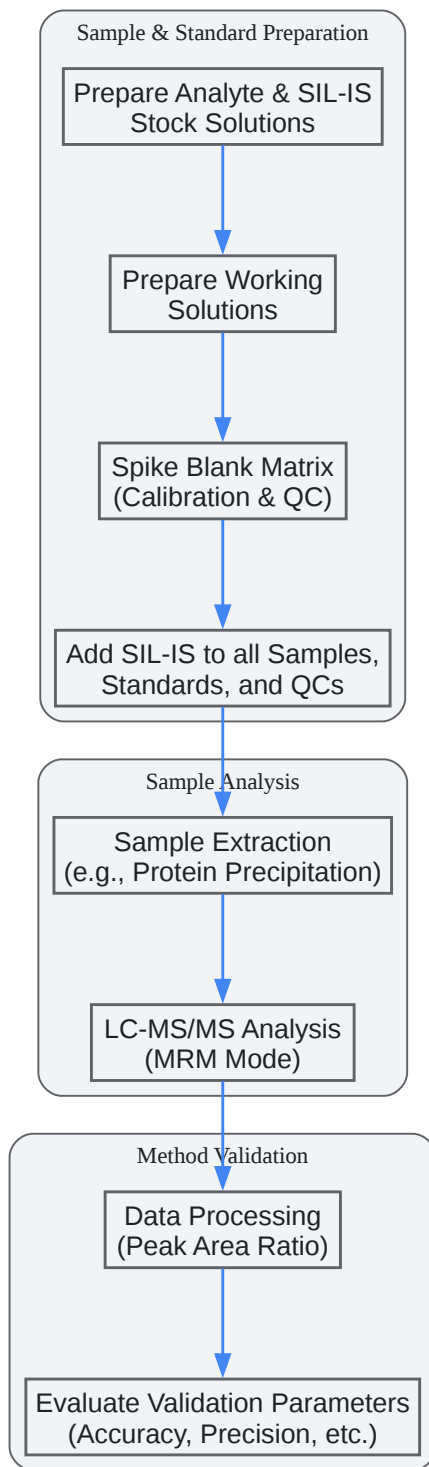 Sample & Standard Preparation
Prepare Analyte & SIL-IS
Stock Solutions
Prepare Working
Solutions
Spike Blank Matrix
(Calibration & QC)
Add SIL-IS to all Samples,
Standards, and QCs
Sample Analysis
Sample Extraction
(e.g., Protein Precipitation)
LC-MS/MS Analysis
(MRM Mode)
Method Validation
Data Processing
(Peak Area Ratio)
Evaluate Validation Parameters
(Accuracy, Precision, etc.)